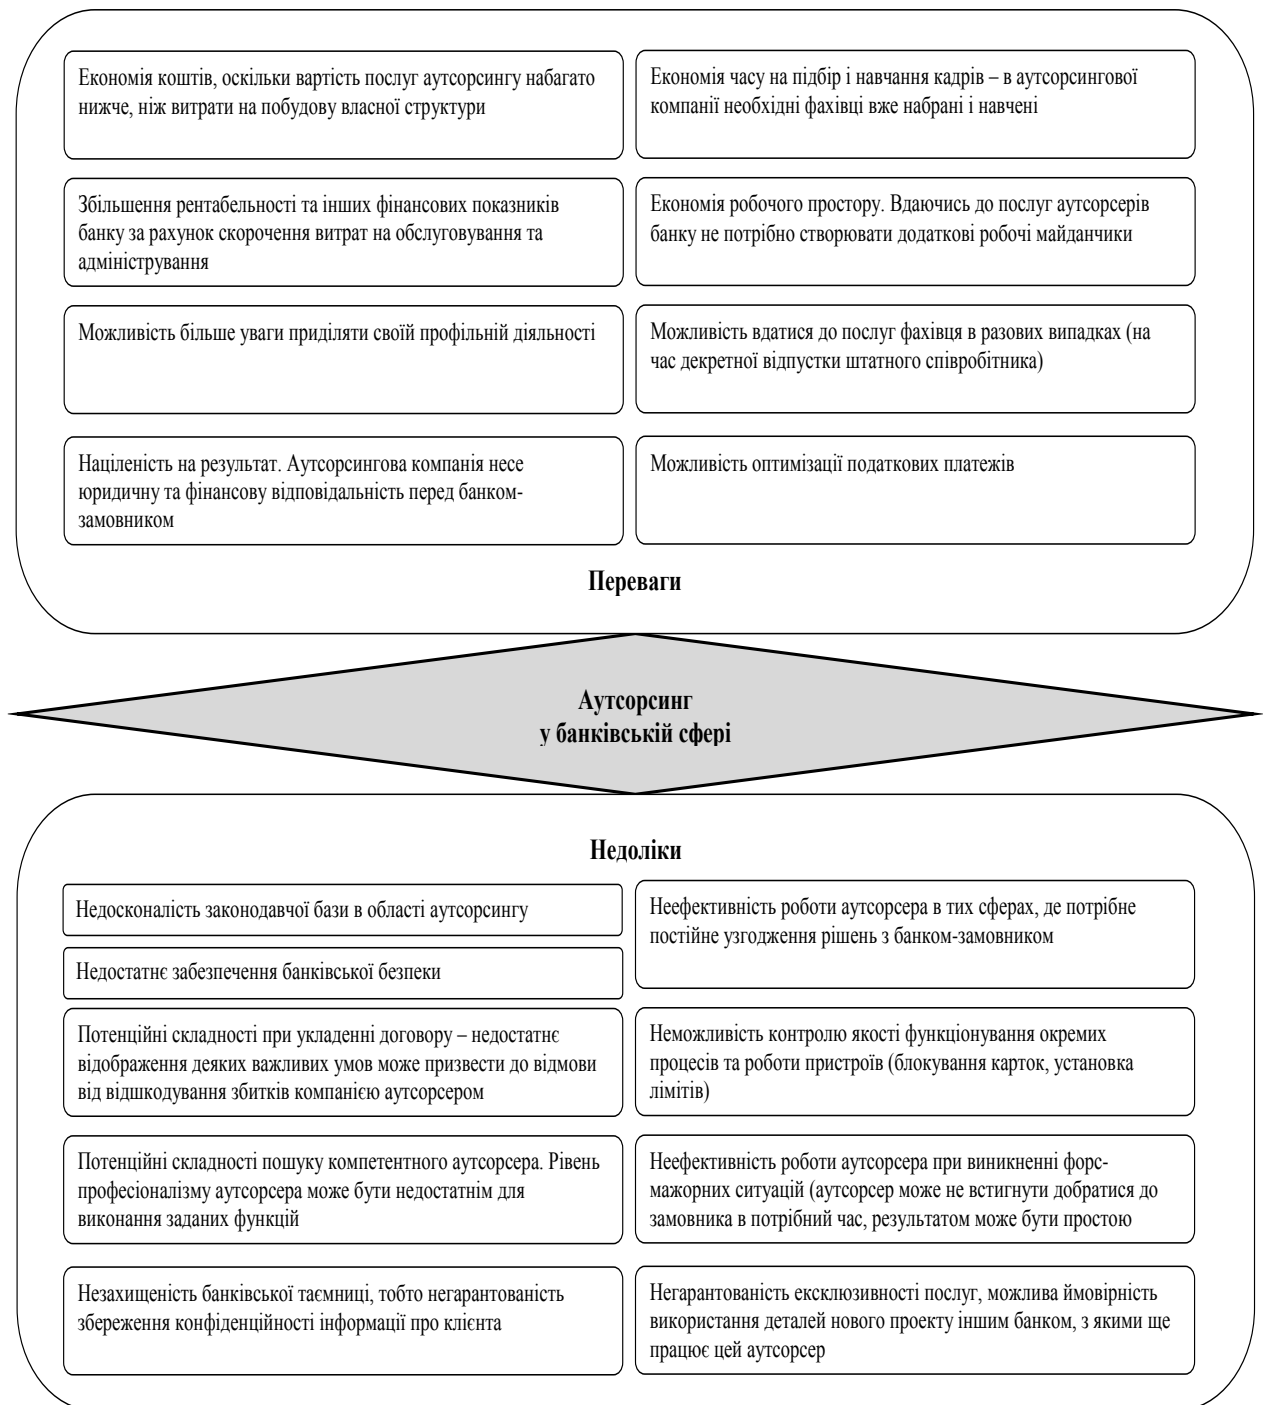 Економія коштів, оскільки вартість послуг аутсорсингу набагато
нижче, ніж витрати на побудову власної структури
Економія часу на підбір і навчання кадрів – в аутсорсингової
компанії необхідні фахівці вже набрані і навчені
Збільшення рентабельності та інших фінансових показників
банку за рахунок скорочення витрат на обслуговування та
адміністрування
Економія робочого простору. Вдаючись до послуг аутсорсерів
банку не потрібно створювати додаткові робочі майданчики
Можливість більше уваги приділяти своїй профільній діяльності
Можливість вдатися до послуг фахівця в разових випадках (на
час декретної відпустки штатного співробітника)
Націленість на результат. Аутсорсингова компанія несе
юридичну та фінансову відповідальність перед банком-
замовником
Можливість оптимізації податкових платежів
Переваги
Аутсорсинг
у банківській сфері
Недоліки
Недосконалість законодавчої бази в області аутсорсингу
Недостатнє забезпечення банківської безпеки
Неефективність роботи аутсорсера в тих сферах, де потрібне
постійне узгодження рішень з банком-замовником
Потенційні складності при укладенні договору – недостатнє
відображення деяких важливих умов може призвести до відмови
від відшкодування збитків компанією аутсорсером
Неможливість контролю якості функціонування окремих
процесів та роботи пристроїв (блокування карток, установка
лімітів)
Потенційні складності пошуку компетентного аутсорсера. Рівень
професіоналізму аутсорсера може бути недостатнім для
виконання заданих функцій
Неефективність роботи аутсорсера при виникненні форс-
мажорних ситуацій (аутсорсер може не встигнути добратися до
замовника в потрібний час, результатом може бути простою
Незахищеність банківської таємниці, тобто негарантованість
збереження конфіденційності інформації про клієнта
Негарантованість ексклюзивності послуг, можлива ймовірність
використання деталей нового проекту іншим банком, з якими ще
працює цей аутсорсер